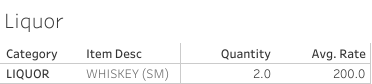 Liquor
Category Item Desc Quantity Avg. Rate
LIQUOR WHISKEY (SM) 2.0 200.0